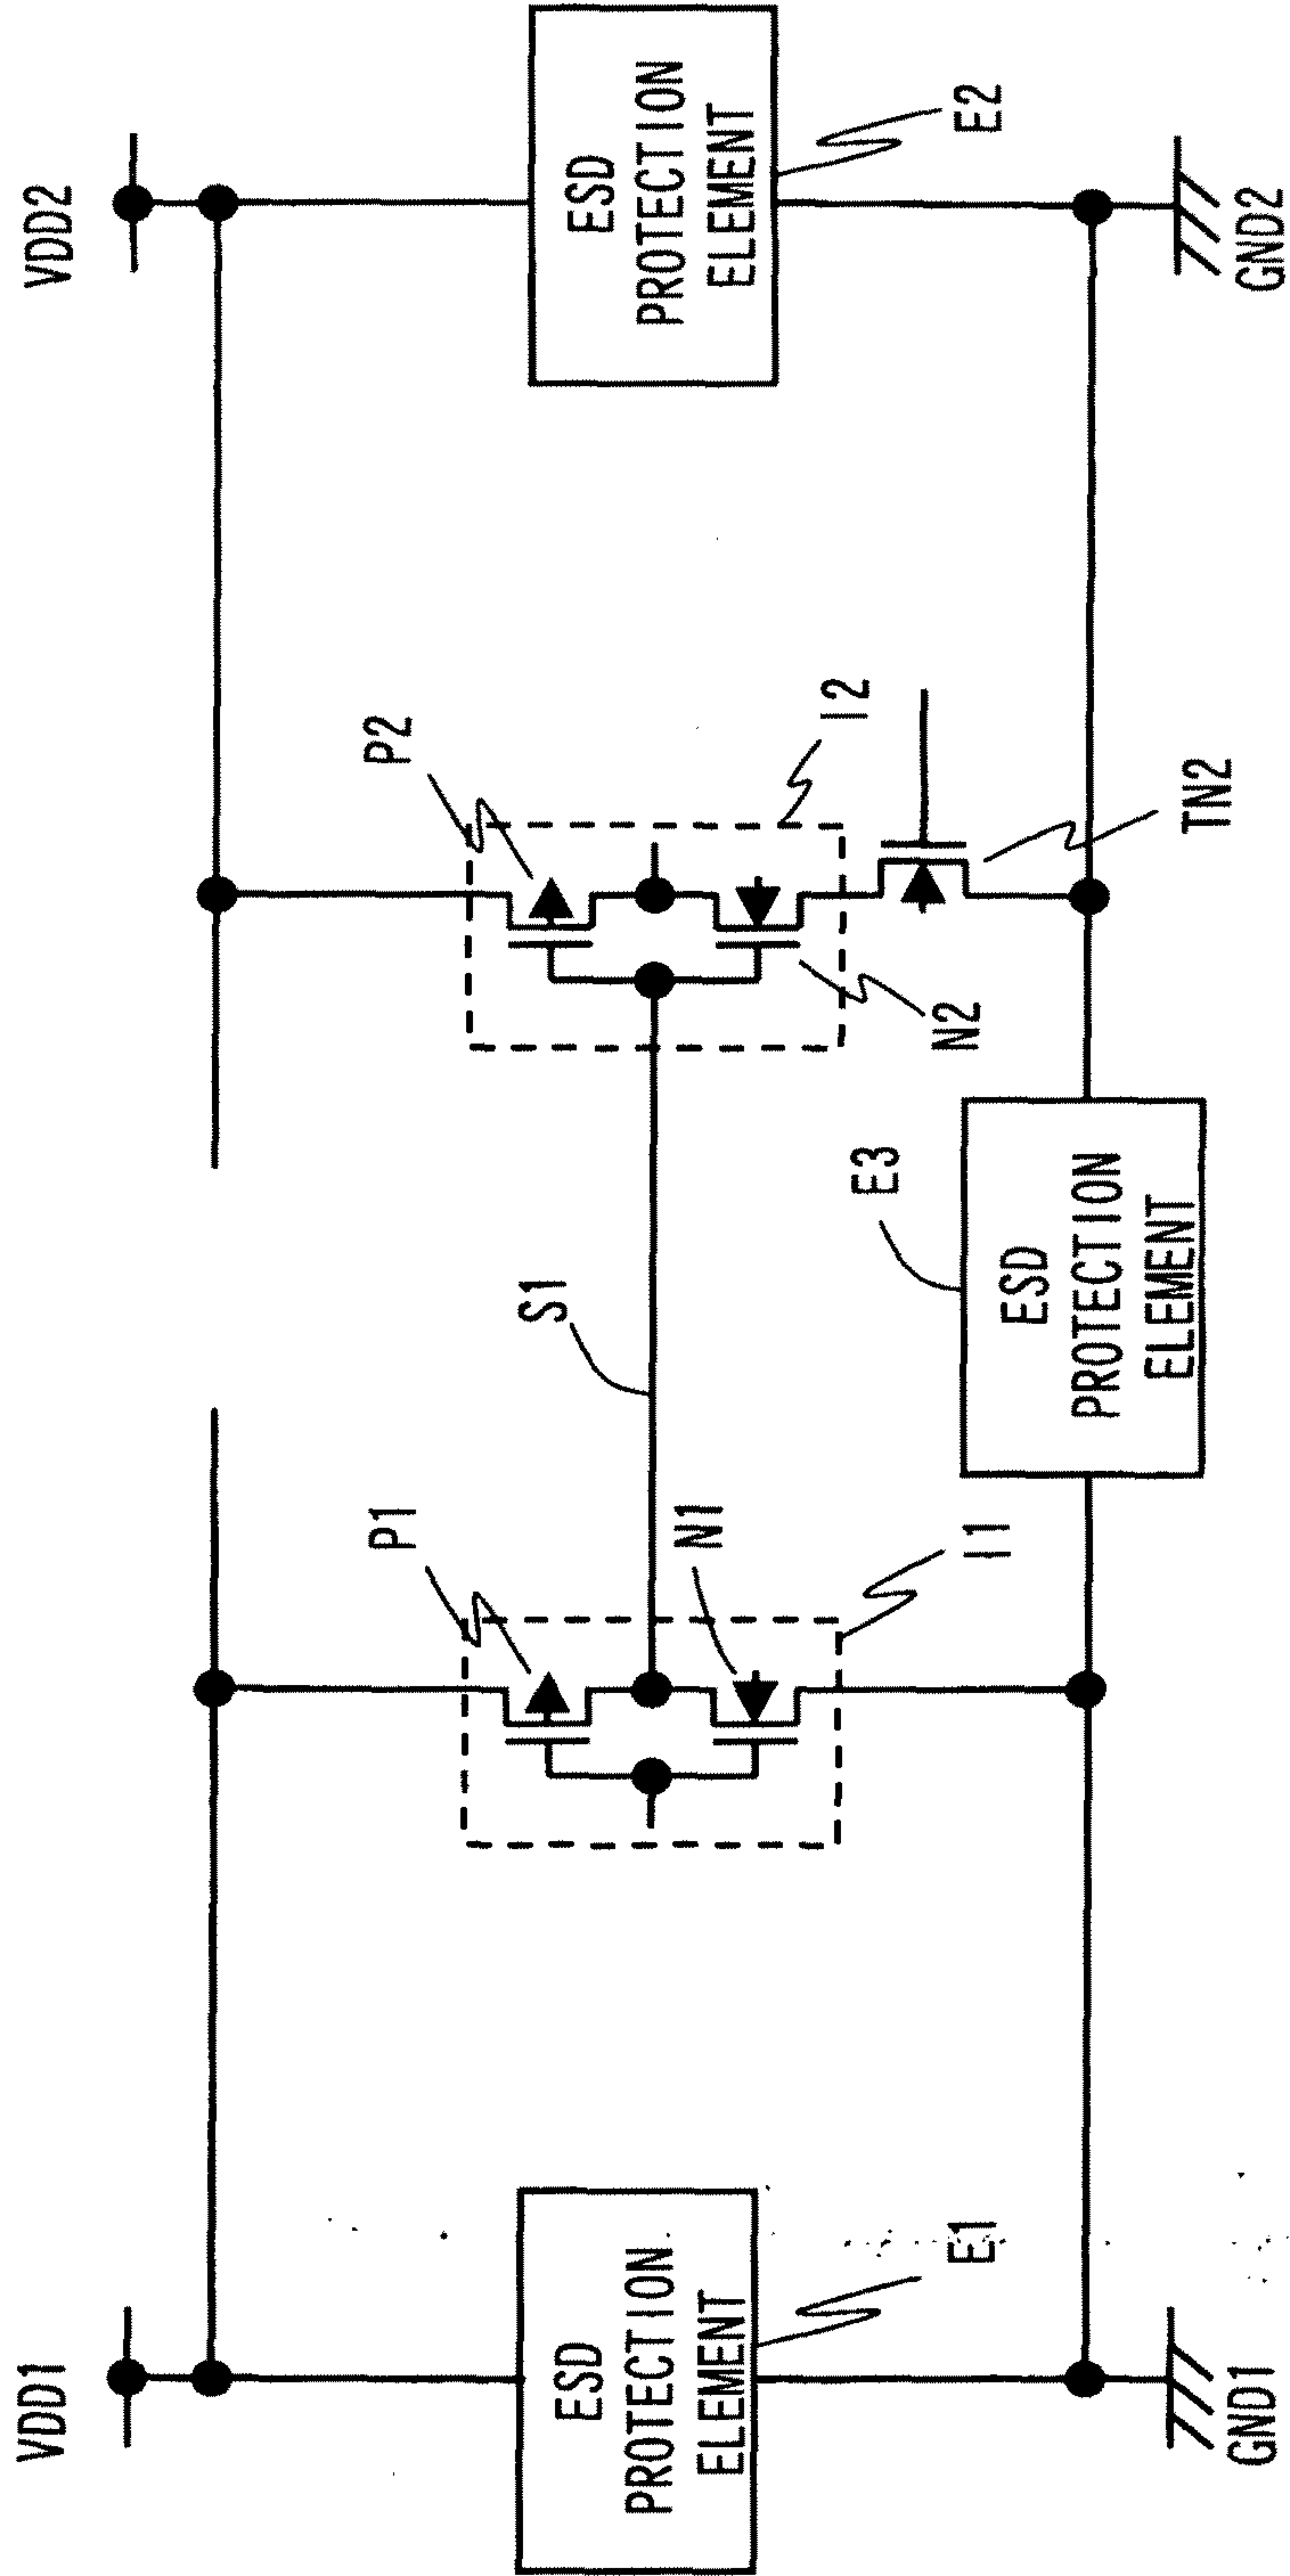 VDD1
VDD2
P1
P2
S1
N1
I1
I2
N2
TN2
E3
ESD
PROTECTION
ELEMENT
E1
ESD
PROTECTION
ELEMENT
ESD
PROTECTION
ELEMENT
E2
GND1
GND2